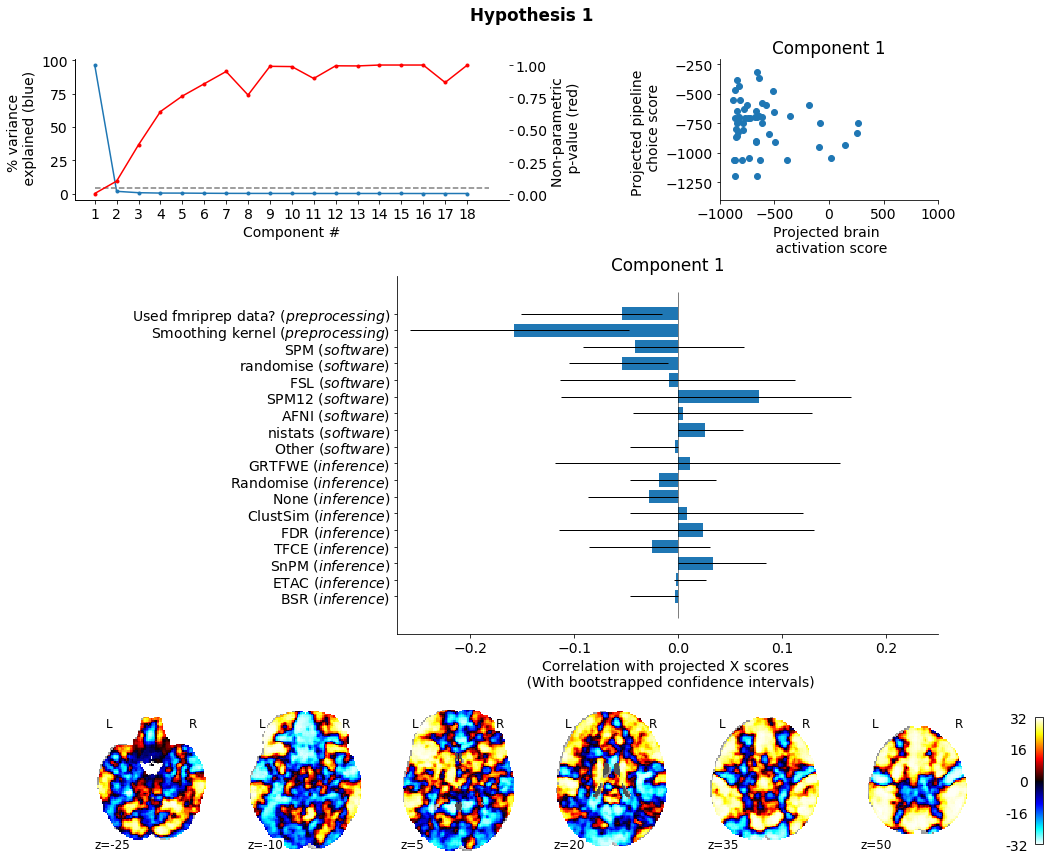 Hypothesis 1
% variance
explained (blue)
100
75
50
25
0
1 2 3 4 5 6 7 8 9 10 11 12 13 14 15 16 17 18
Component #
1.00
0.75
0.50
0.25
0.00
Non-parametric
p-value (red)
Component 1
Projected pipeline
choice score
−250
−500
−750
−1000
−1250
−1000 −500 0 500 1000
Projected brain
activation score
Component 1
Used fmriprep data? (preprocessing)
Smoothing kernel (preprocessing)
SPM (software)
randomise (software)
FSL (software)
SPM12 (software)
AFNI (software)
nistats (software)
Other (software)
GRTFWE (inference)
Randomise (inference)
None (inference)
ClustSim (inference)
FDR (inference)
TFCE (inference)
SnPM (inference)
ETAC (inference)
BSR (inference)
−0.2 −0.1 0.0 0.1 0.2
Correlation with projected X scores
(With bootstrapped confidence intervals)
L R L R L R L R L R L R
z=-25 z=-10 z=5 z=20 z=35 z=50
32
16
0
-16
-32